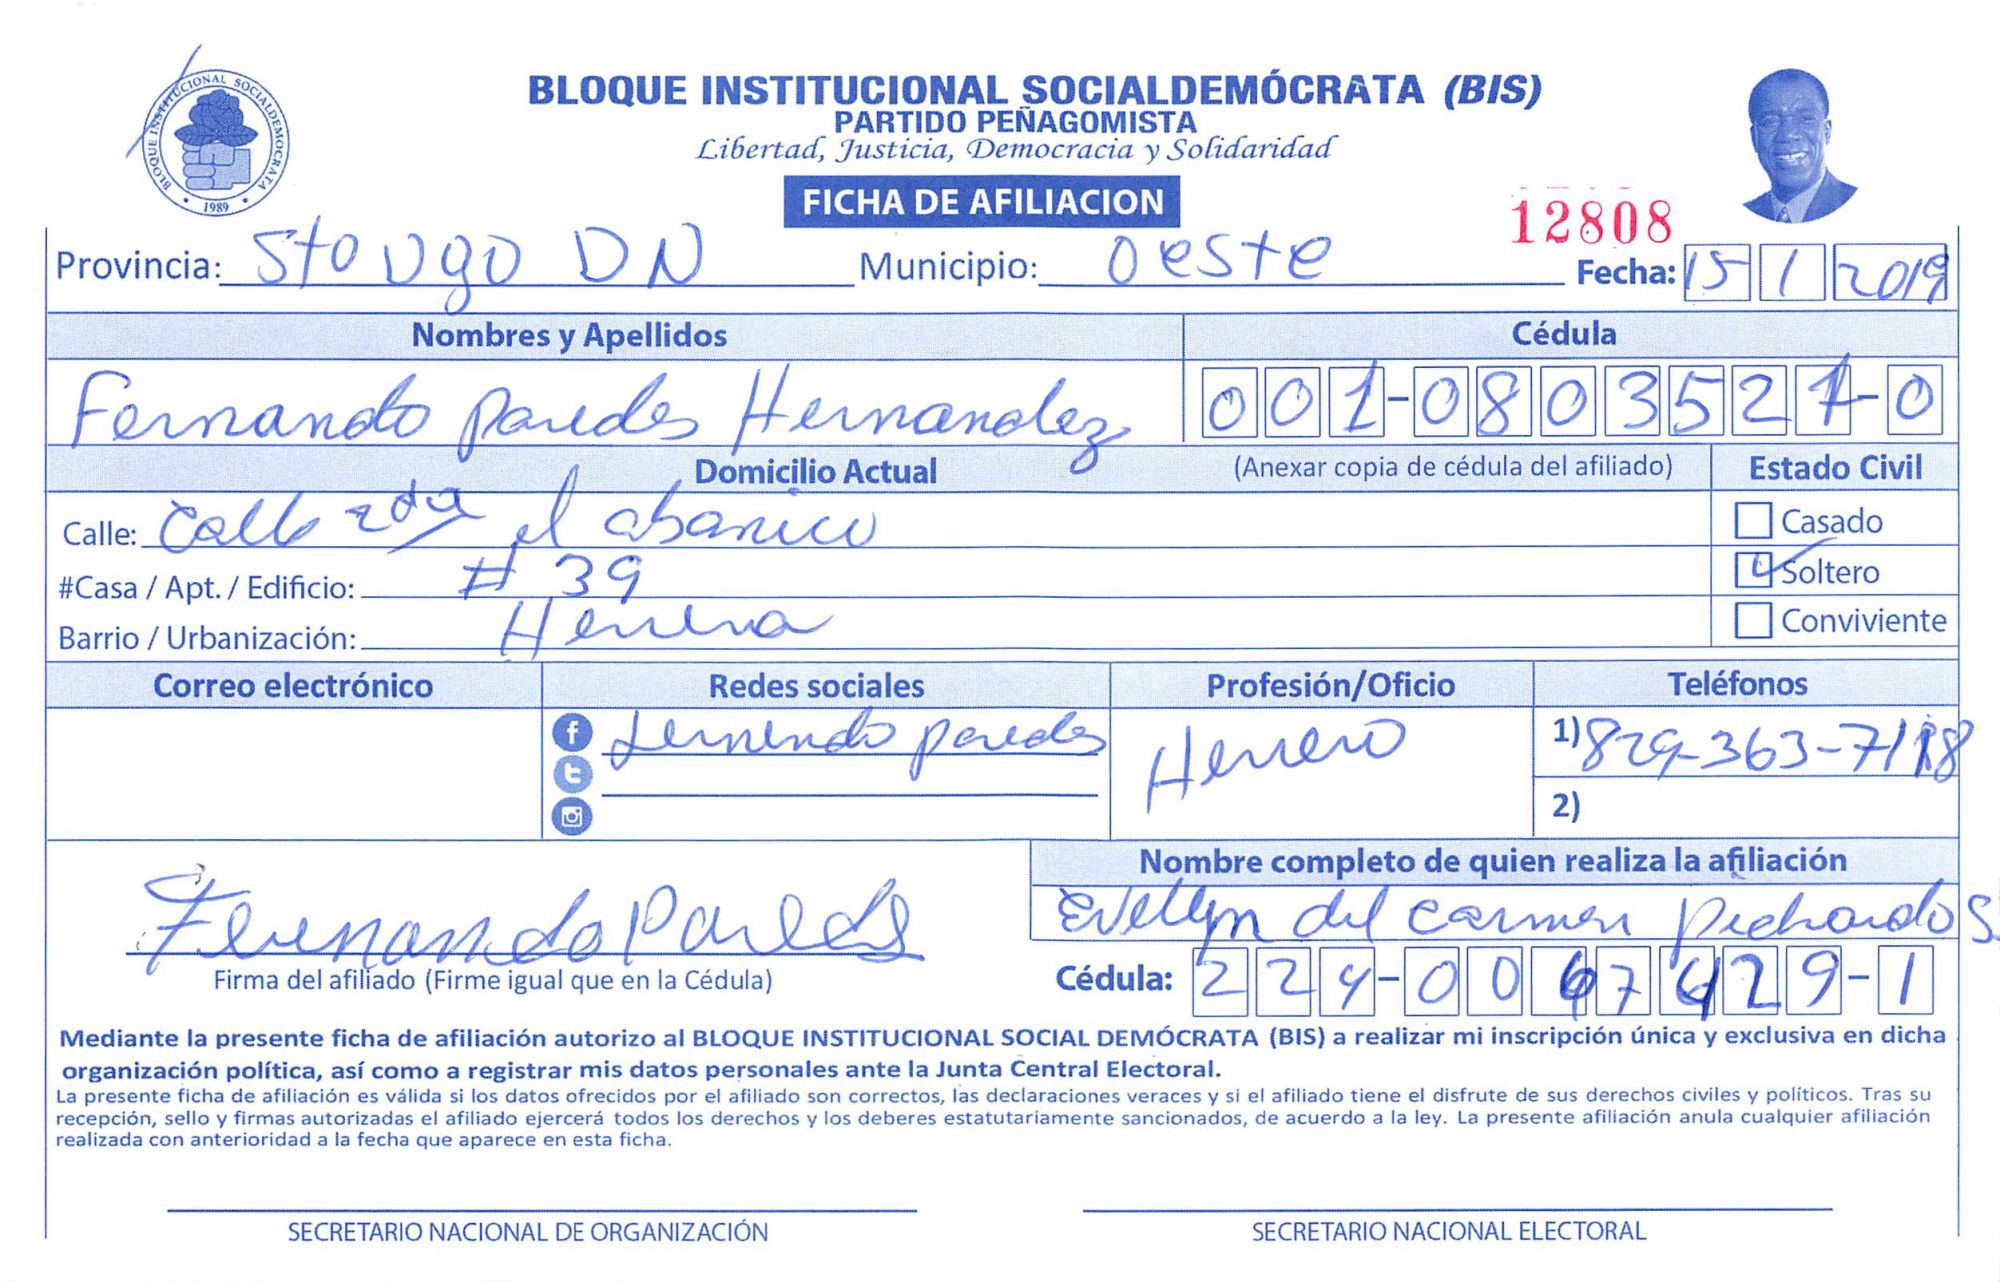 BLOQUE INSTITUCIONAL SOCIALDEMÓCRATA
1989
BLOQUE INSTITUCIONAL SOCIALDEMÓCRATA (BIS)
PARTIDO PEÑAGOMISTA
Libertad, Justicia, Democracia y Solidaridad
FICHA DE AFILIACION
12808
Provincia: Sto Dgo DN Municipio: Oeste Fecha: 15 1 2019
Nombres y Apellidos Cédula
Fernando Paredes Hernandez 001-0803521-0
Domicilio Actual (Anexar copia de cédula del afiliado) Estado Civil
Calle: Calle 2da el abanico Casado
#Casa / Apt. / Edificio: # 39 Soltero
Barrio / Urbanización: Herrera Conviviente
Correo electrónico Redes sociales Profesión/Oficio Teléfonos
fernando paredes Herrero 1) 829-363-7118
2)
Nombre completo de quien realiza la afiliación
Evellyn del carmen Pichardo S.
Fernando Paredes
Firma del afiliado (Firme igual que en la Cédula) Cédula: 224-0067429-1
Mediante la presente ficha de afiliación autorizo al BLOQUE INSTITUCIONAL SOCIAL DEMÓCRATA (BIS) a realizar mi inscripción única y exclusiva en dicha
organización política, así como a registrar mis datos personales ante la Junta Central Electoral.
La presente ficha de afiliación es válida si los datos ofrecidos por el afiliado son correctos, las declaraciones veraces y si el afiliado tiene el disfrute de sus derechos civiles y políticos. Tras su
recepción, sello y firmas autorizadas el afiliado ejercerá todos los derechos y los deberes estatutariamente sancionados, de acuerdo a la ley. La presente afiliación anula cualquier afiliación
realizada con anterioridad a la fecha que aparece en esta ficha.
SECRETARIO NACIONAL DE ORGANIZACIÓN SECRETARIO NACIONAL ELECTORAL